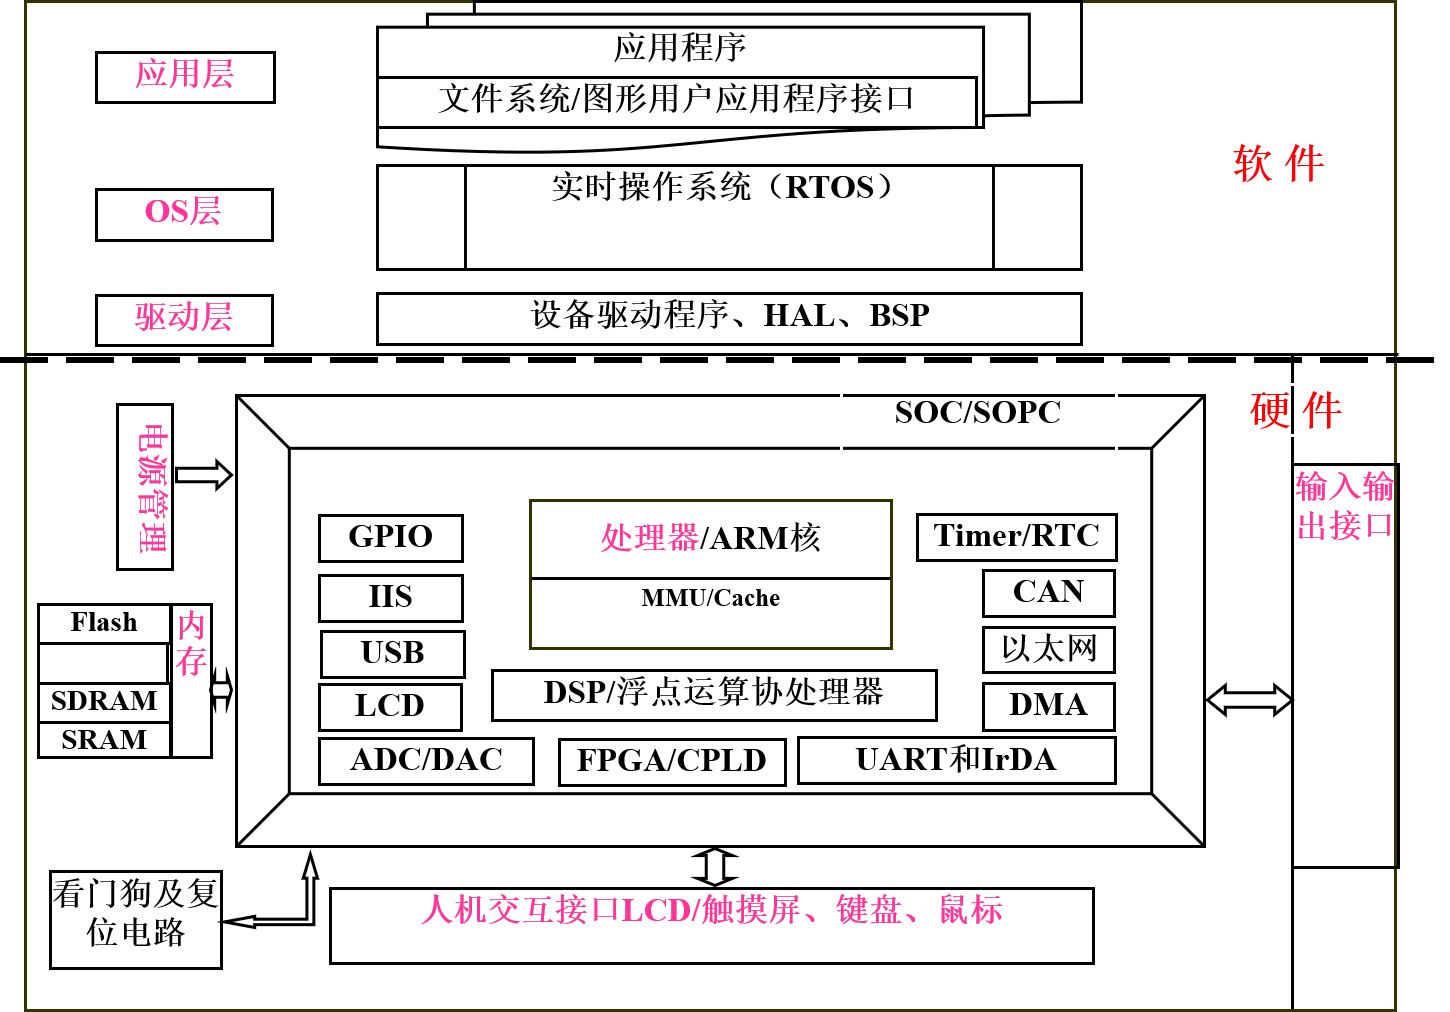 应用程序
应用层
文件系统/图形用户应用程序接口
软 件
实时操作系统（RTOS）
OS层
驱动层
设备驱动程序、HAL、BSP
硬 件
SOC/SOPC
电源管理
输入输
出接口
GPIO
处理器/ARM核
Timer/RTC
IIS
MMU/Cache
CAN
Flash
内
存
USB
以太网
SDRAM
LCD
DSP/浮点运算协处理器
DMA
SRAM
ADC/DAC
FPGA/CPLD
UART和IrDA
看门狗及复
位电路
人机交互接口LCD/触摸屏、键盘、鼠标